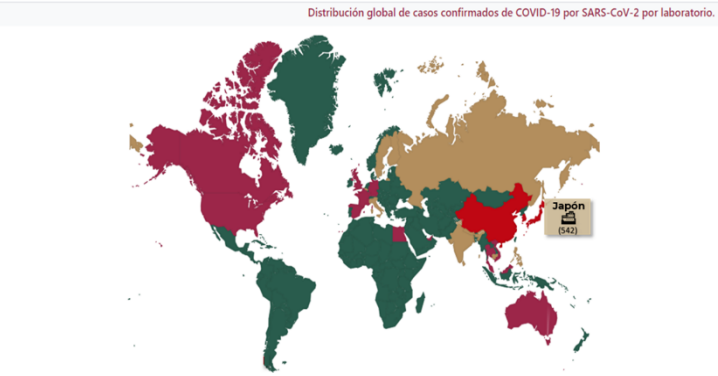 Distribución global de casos confirmados de COVID-19 por SARS-CoV-2 por laboratorio.
Japón
(542)